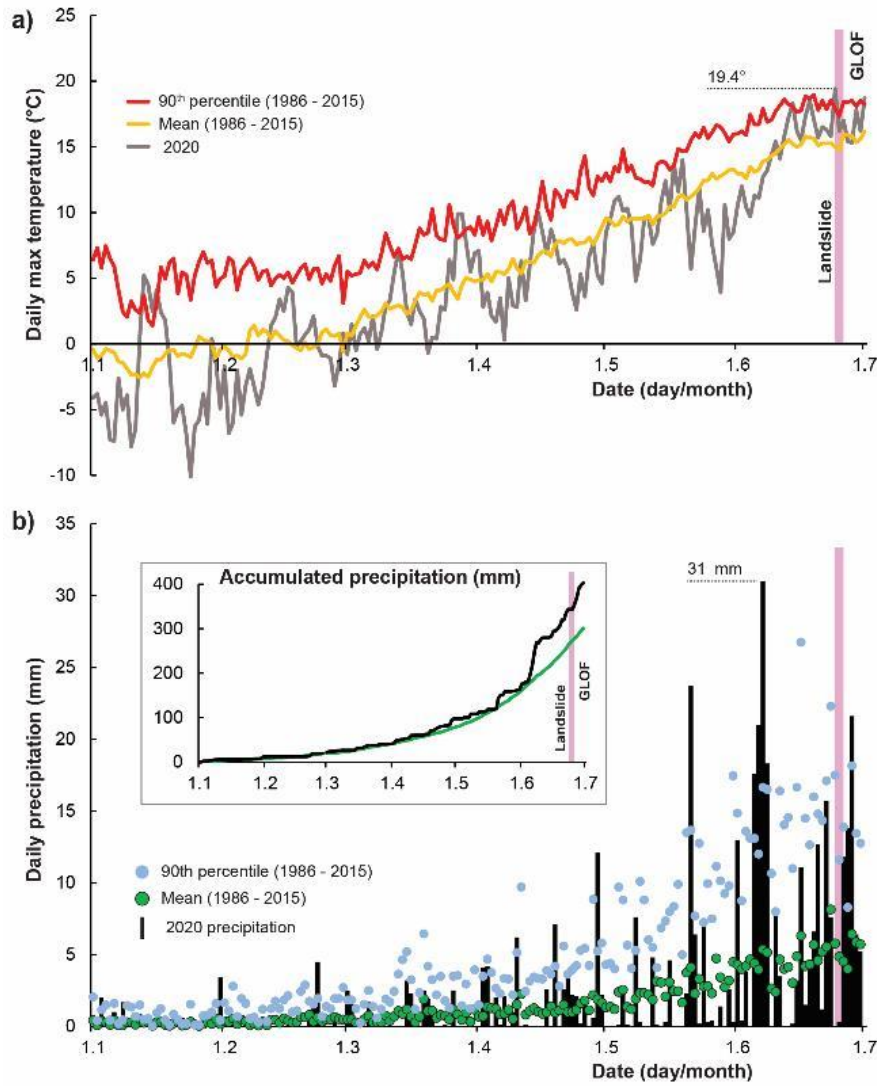 a)
25
20
15
10
5
0
-5
-10
Daily max temperature (°C)
90th percentile (1986 - 2015)
Mean (1986 - 2015)
2020
19.4°
Landslide
GLOF
1.1
1.2
1.3
1.4
1.5
1.6
1.7
Date (day/month)
b)
35
30
25
20
15
10
5
0
Daily precipitation (mm)
Accumulated precipitation (mm)
400
300
200
100
0
1.1
1.2
1.3
1.4
1.5
1.6
1.7
Landslide
GLOF
31 mm
90th percentile (1986 - 2015)
Mean (1986 - 2015)
2020 precipitation
1.1
1.2
1.3
1.4
1.5
1.6
1.7
Date (day/month)